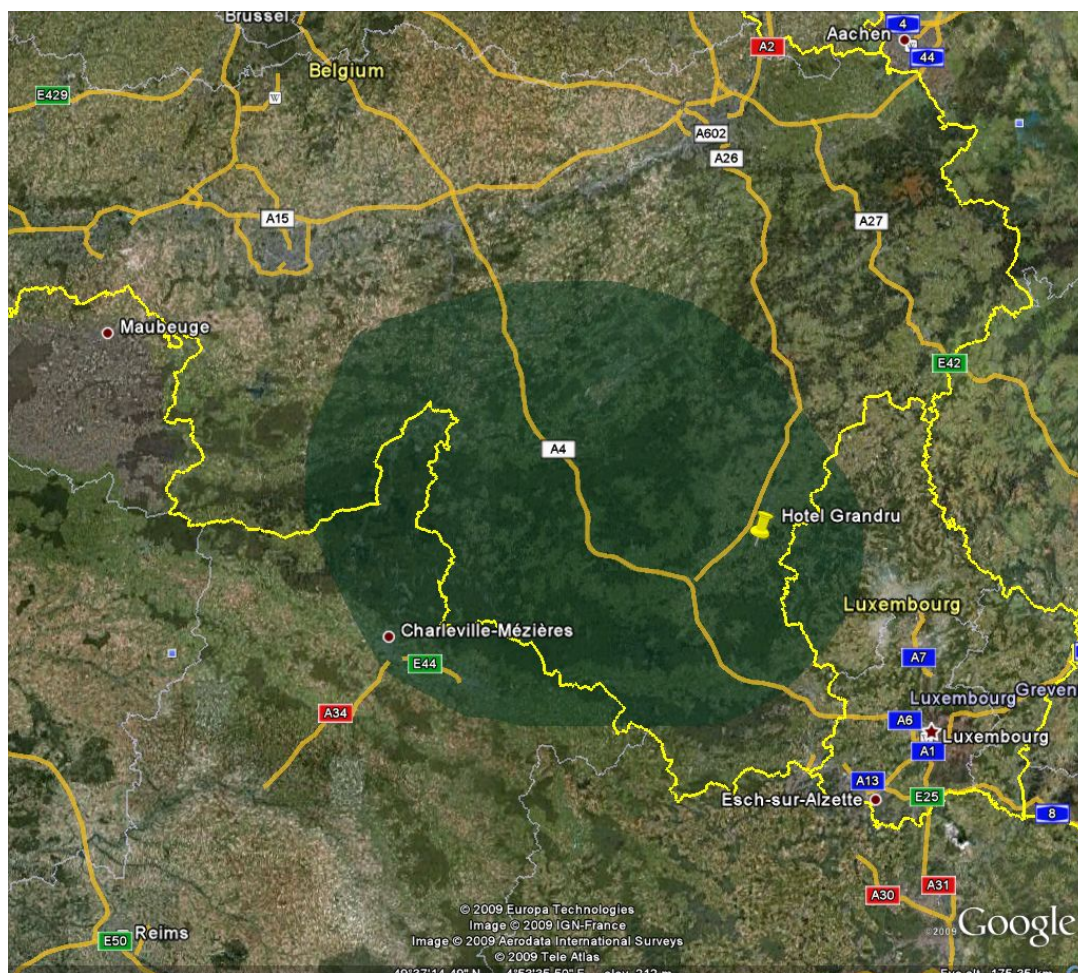 Brussel
A2
Aachen
4
44
Belgium
E429
W
A602
A26
A15
A27
Maubeuge
E42
A4
Hotel Grandru
Luxembourg
Charleville-Mézières
E44
A7
Luxembourg
Greven
A34
A6
Luxembourg
A1
A13
Esch-sur-Alzette
E25
8
A30
A31
© 2009 Europa Technologies
Image © 2009 IGN-France
Image © 2009 Aerodata International Surveys
© 2009 Tele Atlas
© 2009 Google
E50
Reims